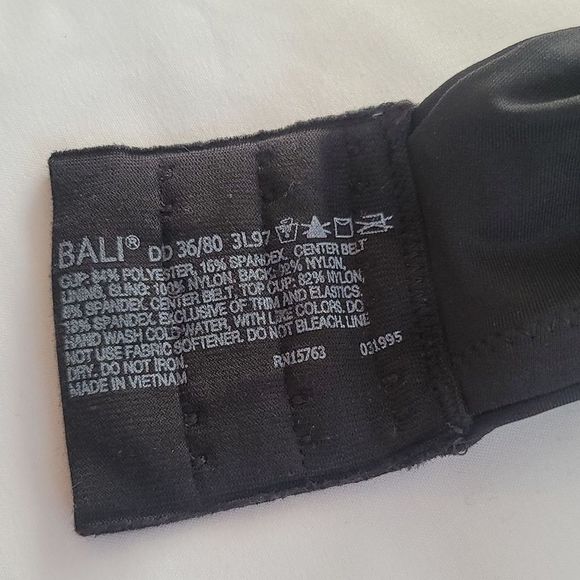 BALI® DD 36/80 3L97
CUP: 84% POLYESTER, 16% SPANDEX. CENTER BELT
LINING, SLING: 100% NYLON. BACK: 92% NYLON,
8% SPANDEX. CENTER BELT, TOP CUP: 82% NYLON,
18% SPANDEX. EXCLUSIVE OF TRIM AND ELASTICS.
HAND WASH COLD-WATER, WITH LIKE COLORS. DO
NOT USE FABRIC SOFTENER. DO NOT BLEACH. LINE
DRY. DO NOT IRON.
MADE IN VIETNAM
RN15763 031995